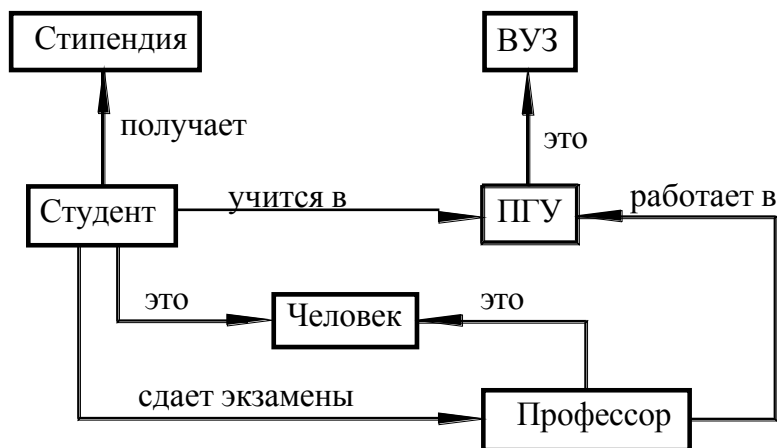 Стипендия
ВУЗ
получает
это
Студент
учится в
ПГУ
работает в
это
Человек
это
сдает экзамены
Профессор